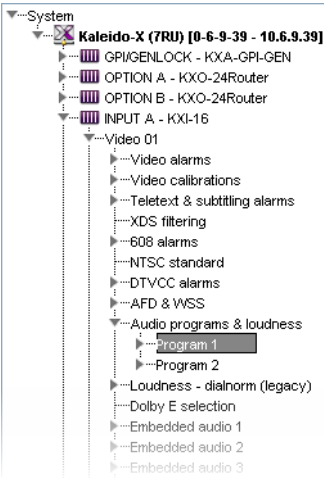 System
Kaleido-X (7RU) [0-6-9-39 - 10.6.9.39]
GPI/GENLOCK - KXA-GPI-GEN
OPTION A - KXO-24Router
OPTION B - KXO-24Router
INPUT A - KXI-16
Video 01
Video alarms
Video calibrations
Teletext & subtitling alarms
XDS filtering
608 alarms
NTSC standard
DTVCC alarms
AFD & WSS
Audio programs & loudness
Program 1
Program 2
Loudness - dialnorm (legacy)
Dolby E selection
Embedded audio 1
Embedded audio 2
Embedded audio 3